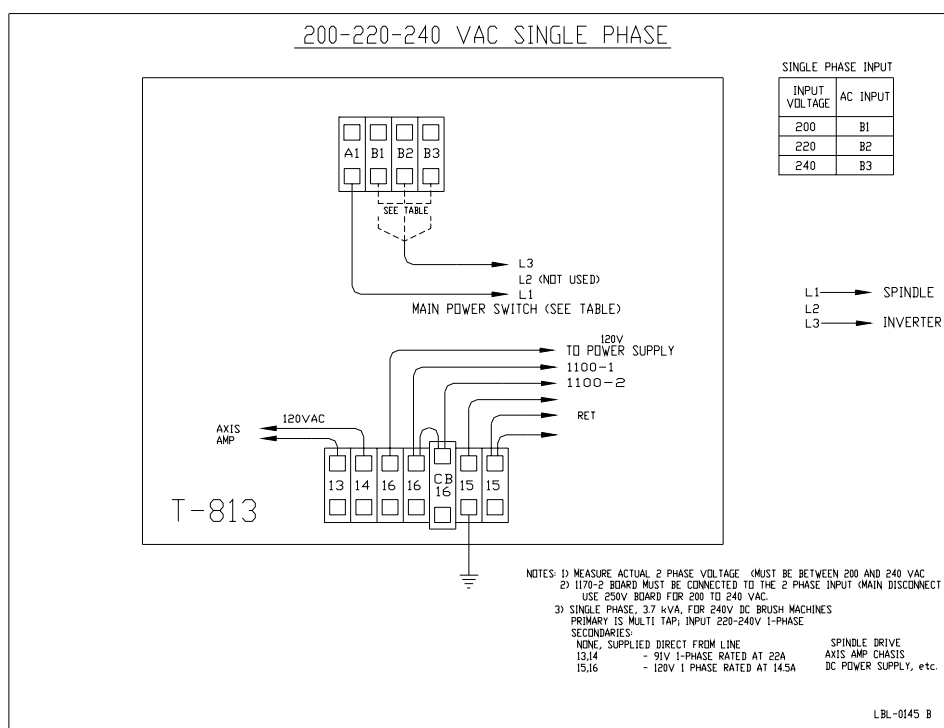 200-220-240 VAC SINGLE PHASE
SINGLE PHASE INPUT
INPUT VOLTAGE AC INPUT
200 B1
220 B2
240 B3
A1 B1 B2 B3
SEE TABLE
L3
L2 (NOT USED)
L1
MAIN POWER SWITCH (SEE TABLE)
L1 SPINDLE
L2
L3 INVERTER
120V
TO POWER SUPPLY
1100-1
1100-2
RET
120VAC
AXIS
AMP
13 14 16 16 CB 16 15 15
T-813
NOTES: 1) MEASURE ACTUAL 2 PHASE VOLTAGE (MUST BE BETWEEN 200 AND 240 VAC
2) 1170-2 BOARD MUST BE CONNECTED TO THE 2 PHASE INPUT (MAIN DISCONNECT
USE 250V BOARD FOR 200 TO 240 VAC.
3) SINGLE PHASE, 3.7 kVA, FOR 240V DC BRUSH MACHINES
PRIMARY IS MULTI TAP; INPUT 220-240V 1-PHASE
SECONDARIES:
NONE, SUPPLIED DIRECT FROM LINE SPINDLE DRIVE
13,14 - 91V 1-PHASE RATED AT 22A AXIS AMP CHASIS
15,16 - 120V 1 PHASE RATED AT 14.5A DC POWER SUPPLY, etc.
LBL-0145 B